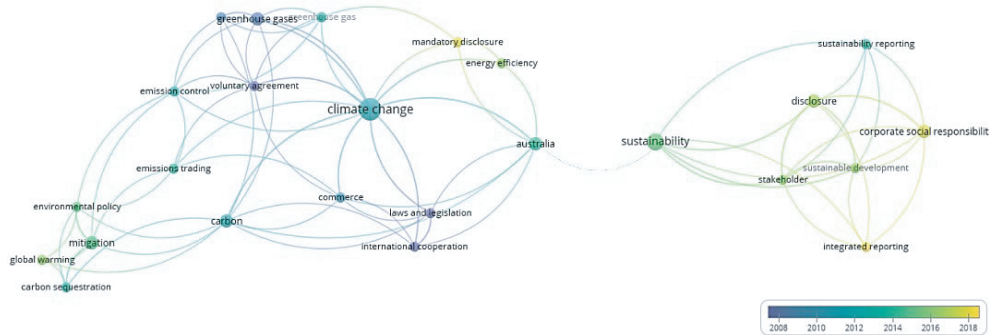 greenhouse gases
greenhouse gas
mandatory disclosure
sustainability reporting
energy efficiency
voluntary agreement
emission control
disclosure
climate change
corporate social responsibilit
sustainability
australia
emissions trading
sustainable development
stakeholder
commerce
environmental policy
laws and legislation
carbon
mitigation
international cooperation
integrated reporting
global warming
carbon sequestration
2008 2010 2012 2014 2016 2018